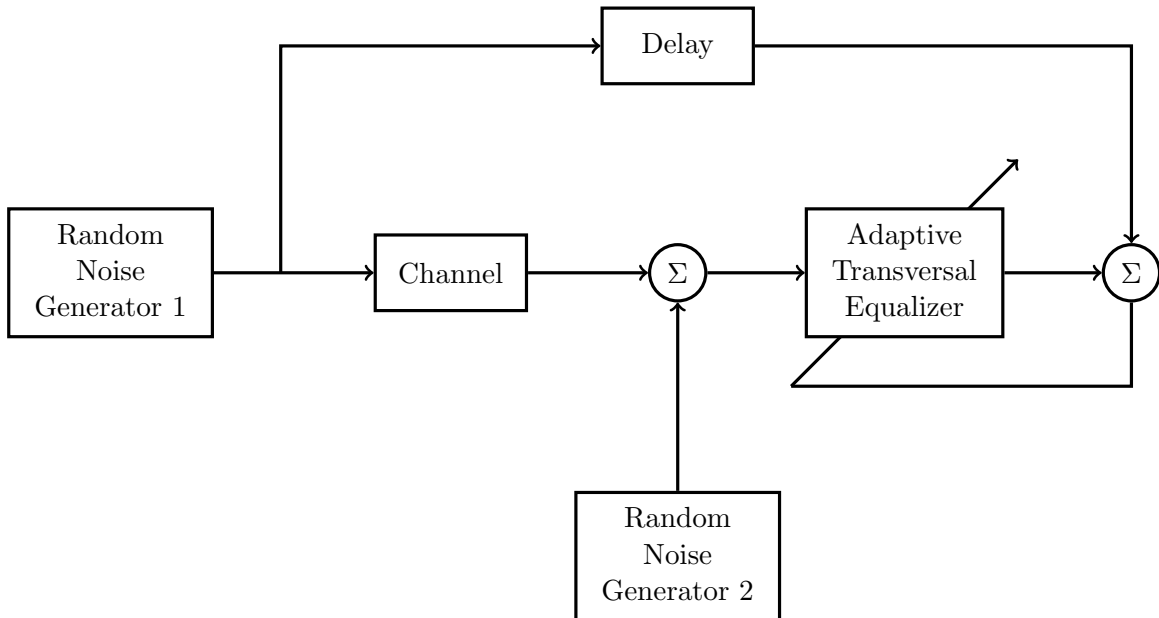 Delay
Random
Noise
Generator 1
Channel
Σ
Adaptive
Transversal
Equalizer
Σ
Random
Noise
Generator 2